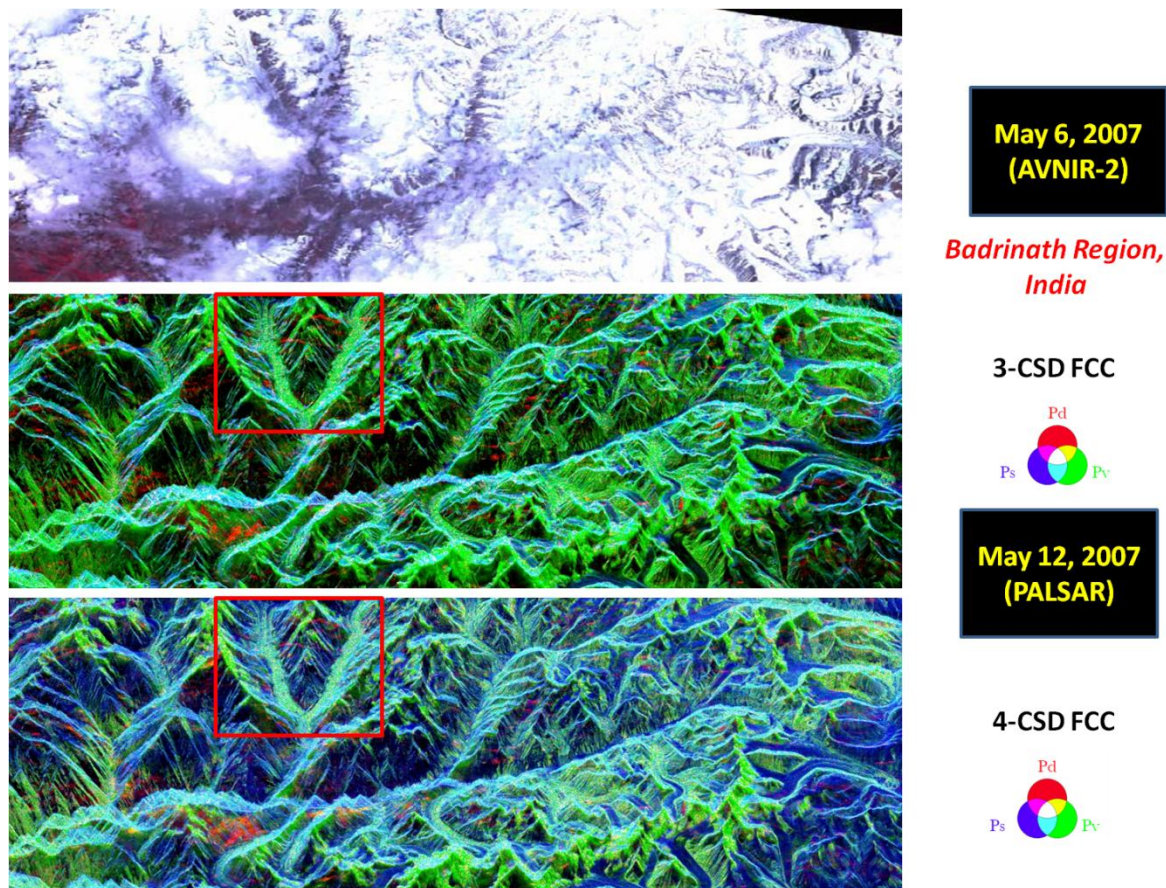 May 6, 2007
(AVNIR-2)
Badrinath Region,
India
3-CSD FCC
Pd
Ps
Pv
May 12, 2007
(PALSAR)
4-CSD FCC
Pd
Ps
Pv